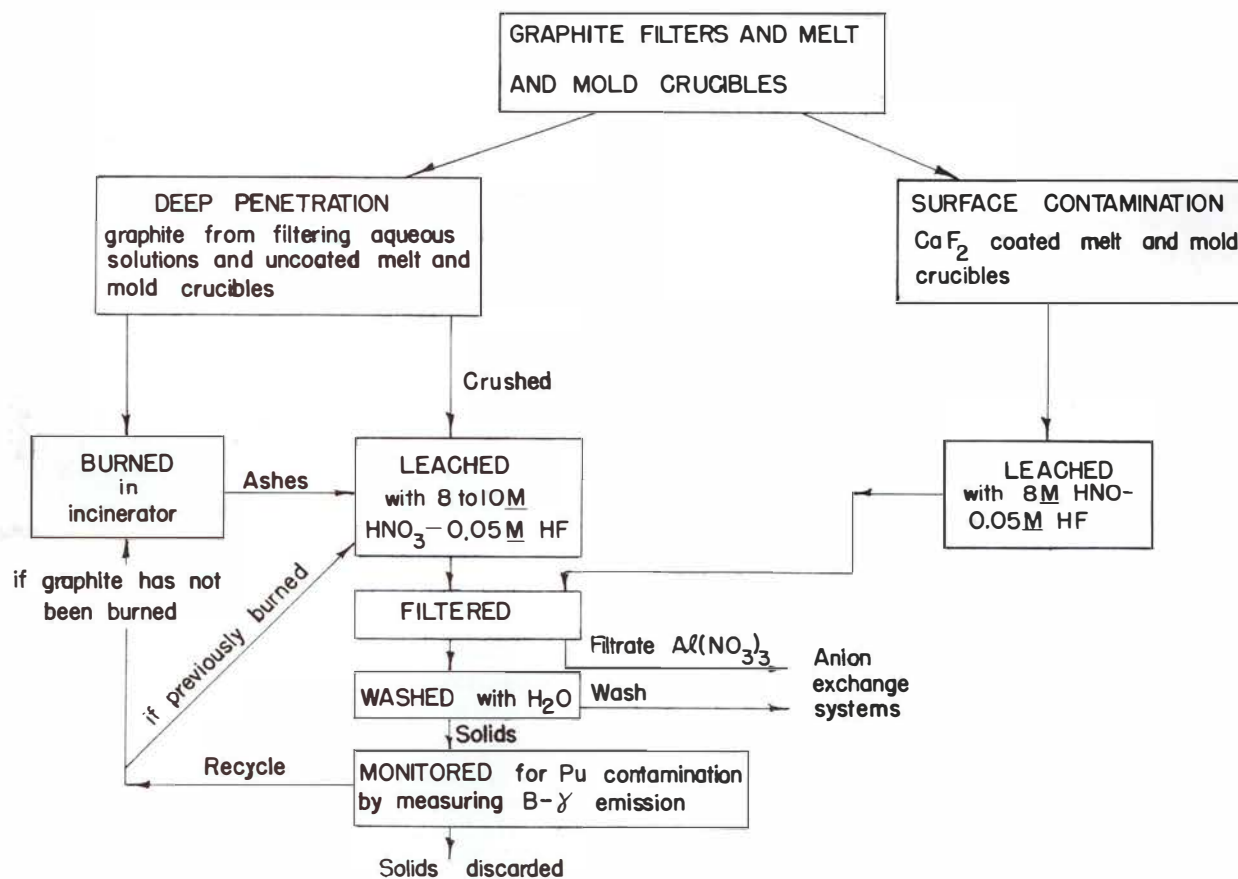 GRAPHITE FILTERS AND MELT
AND MOLD CRUCIBLES
DEEP PENETRATION
graphite from filtering aqueous
solutions and uncoated melt and
mold crucibles
SURFACE CONTAMINATION
CaF2 coated melt and mold
crucibles
Crushed
BURNED
in
incinerator
Ashes
LEACHED
with 8 to 10 M
HNO3 – 0.05 M HF
LEACHED
with 8M HNO-
0.05M HF
if graphite has not
been burned
if previously burned
FILTERED
Filtrate Al(NO3)3
Anion
exchange
systems
WASHED with H2O
Wash
Solids
Recycle
MONITORED for Pu contamination
by measuring B-γ emission
Solids discarded